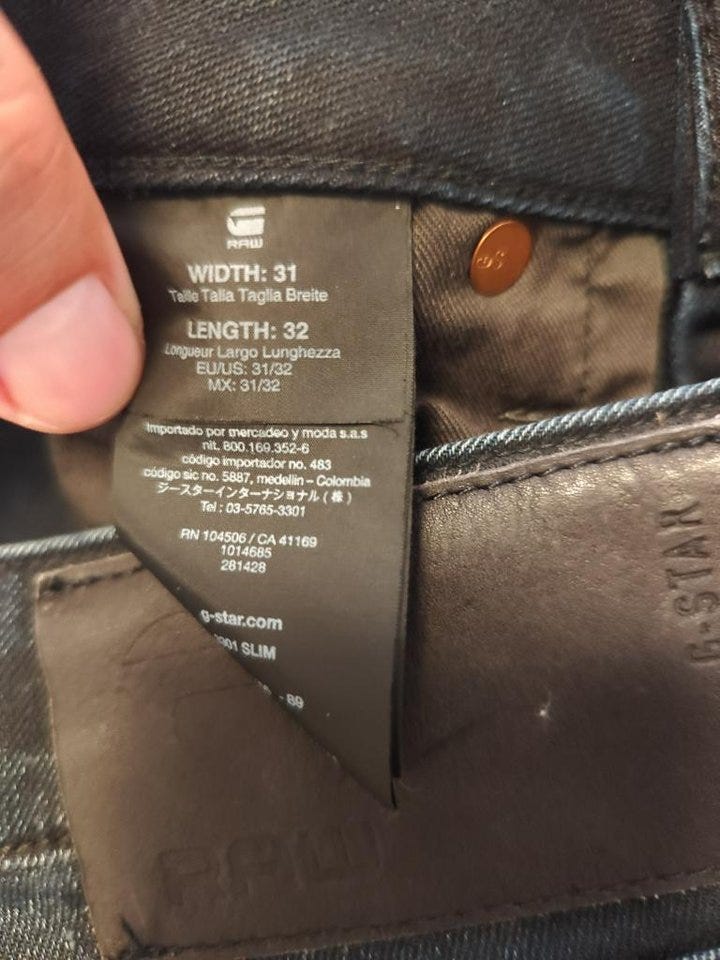 RAW
WIDTH: 31
Taille Talla Taglia Breite
LENGTH: 32
Longueur Largo Lunghezza
EU/US: 31/32
MX: 31/32
Importado por mercadeo y moda s.a.s
nit. 800.169.352-6
código importador no. 483
código sic no. 5887, medellin – Colombia
ジースターインターナショナル (株)
Tel : 03-5765-3301
RN 104506 / CA 41169
1014685
281428
g-star.com
SLIM
- 89
G-STAR
RAW